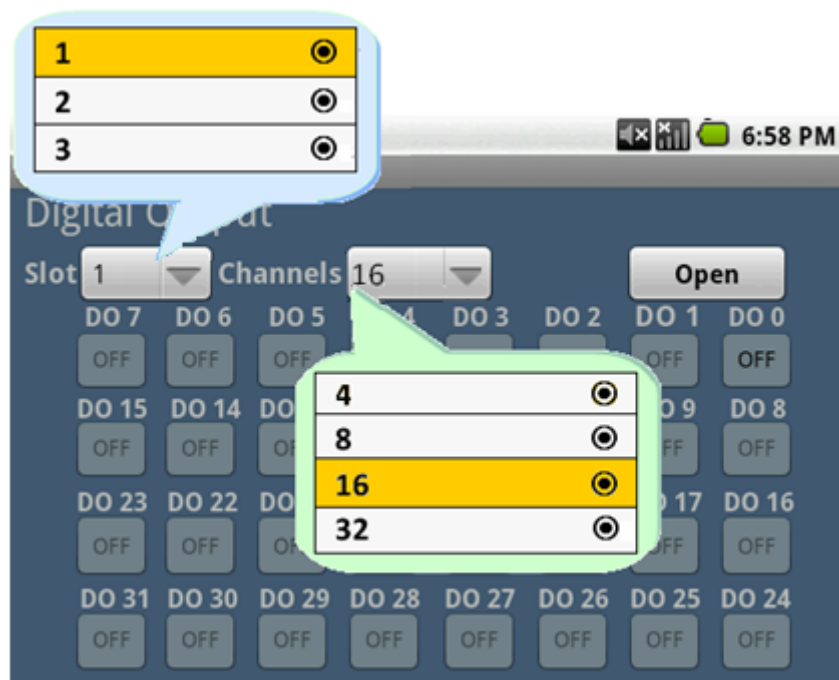 1
2
3
6:58 PM
Digital
Slot 1 Channels 16 Open
DO 7 DO 6 DO 5 4 DO 3 DO 2 DO 1 DO 0
OFF OFF OFF OFF OFF
4
8
16
32
DO 15 DO 14 DO 9 DO 8
OFF OFF OFF
DO 23 DO 22 DO 17 DO 16
OFF OFF OFF
DO 31 DO 30 DO 29 DO 28 DO 27 DO 26 DO 25 DO 24
OFF OFF OFF OFF OFF OFF OFF OFF